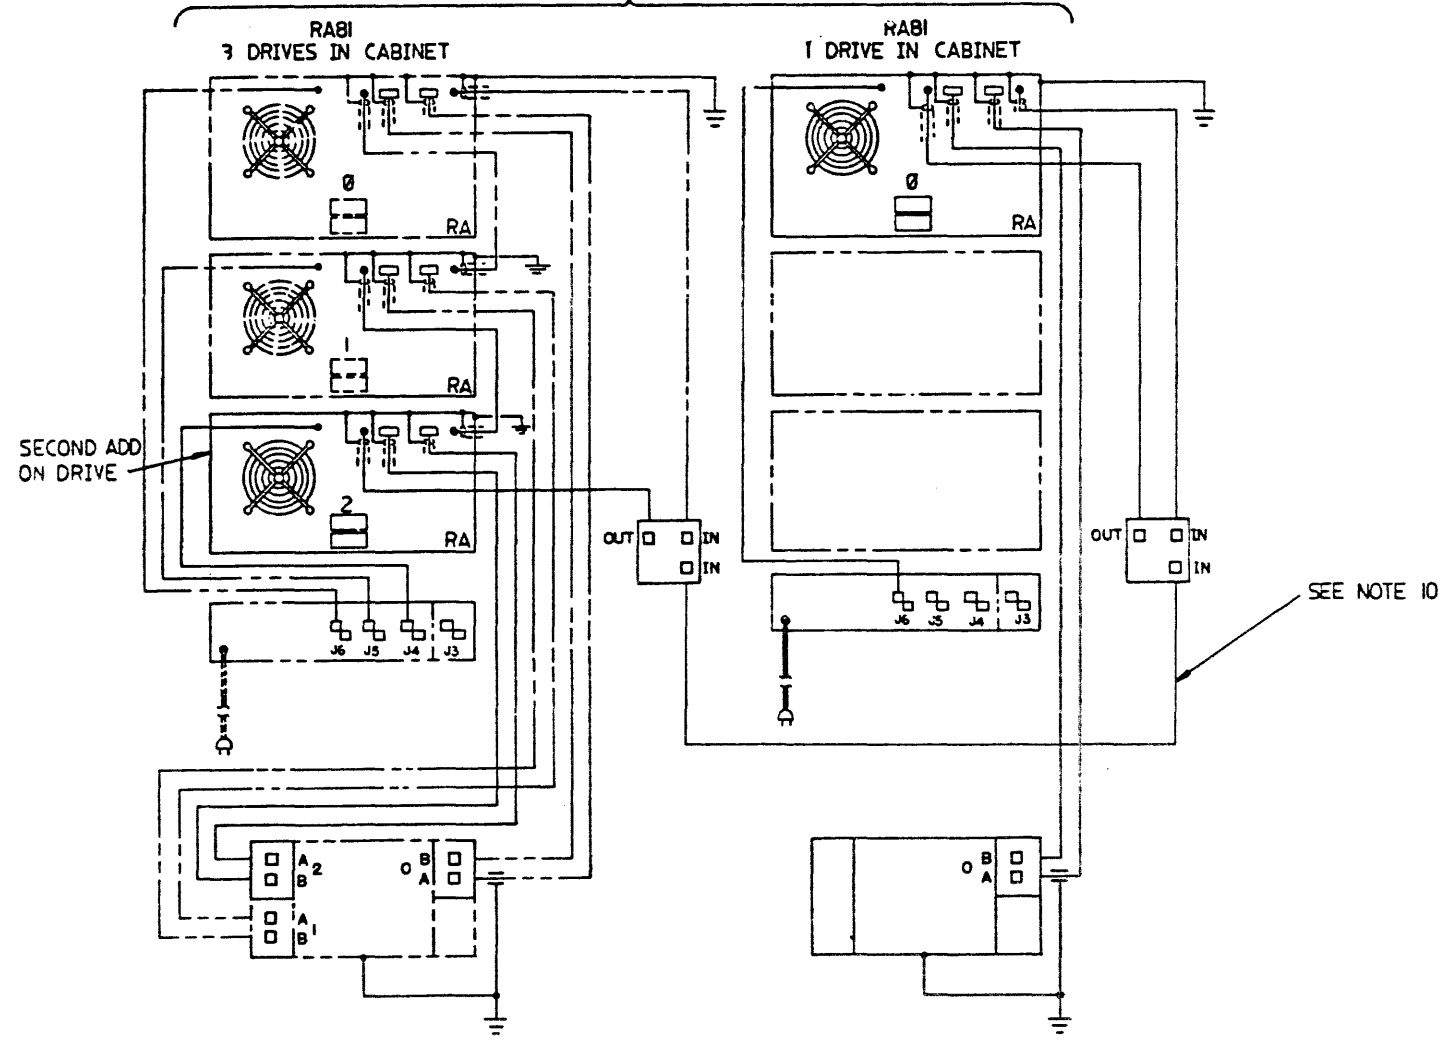 RA81
3 DRIVES IN CABINET
RA81
1 DRIVE IN CABINET
0
RA
0
RA
1
RA
SECOND ADD
ON DRIVE
2
RA
OUT
IN
IN
OUT
IN
IN
SEE NOTE 10
J6 J5 J4 J3
J6 J5 J4 J3
A
2
B
0
B
A
A
1
B
0
B
A